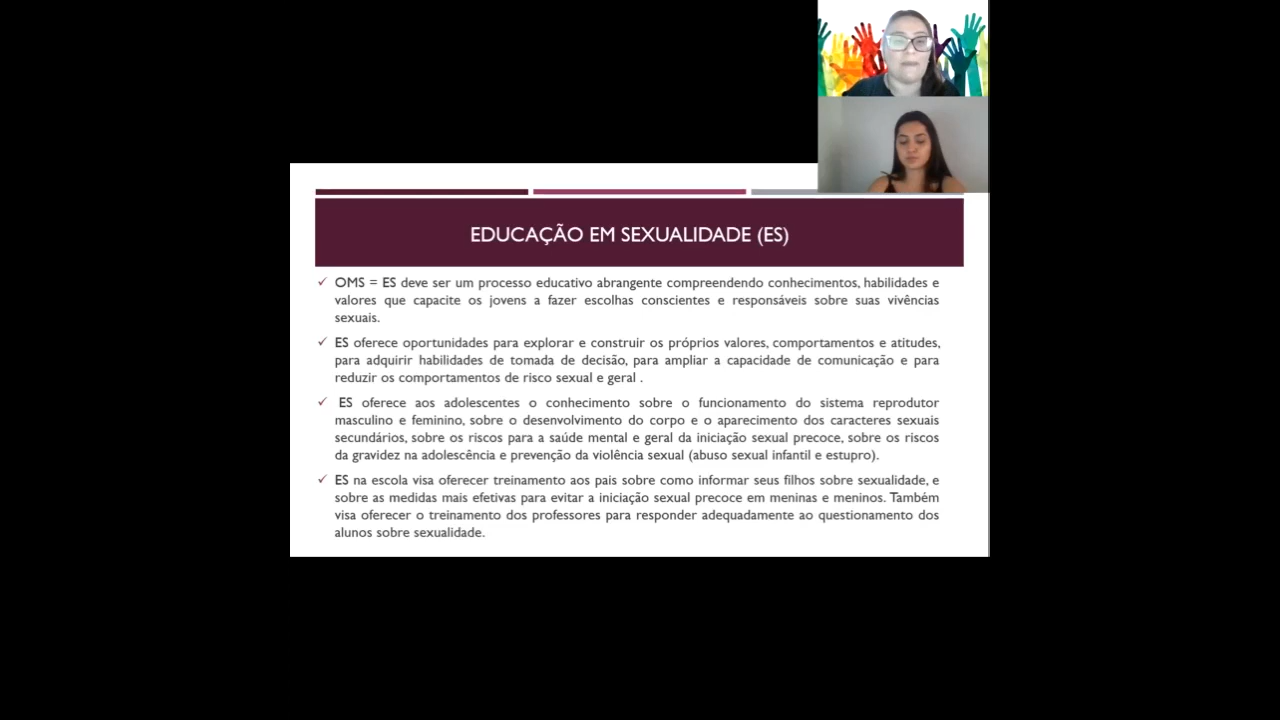 EDUCAÇÃO EM SEXUALIDADE (ES)
✓ OMS = ES deve ser um processo educativo abrangente compreendendo conhecimentos, habilidades e
valores que capacite os jovens a fazer escolhas conscientes e responsáveis sobre suas vivências
sexuais.
✓ ES oferece oportunidades para explorar e construir os próprios valores, comportamentos e atitudes,
para adquirir habilidades de tomada de decisão, para ampliar a capacidade de comunicação e para
reduzir os comportamentos de risco sexual e geral .
✓ ES oferece aos adolescentes o conhecimento sobre o funcionamento do sistema reprodutor
masculino e feminino, sobre o desenvolvimento do corpo e o aparecimento dos caracteres sexuais
secundários, sobre os riscos para a saúde mental e geral da iniciação sexual precoce, sobre os riscos
da gravidez na adolescência e prevenção da violência sexual (abuso sexual infantil e estupro).
✓ ES na escola visa oferecer treinamento aos pais sobre como informar seus filhos sobre sexualidade, e
sobre as medidas mais efetivas para evitar a iniciação sexual precoce em meninas e meninos. Também
visa oferecer o treinamento dos professores para responder adequadamente ao questionamento dos
alunos sobre sexualidade.